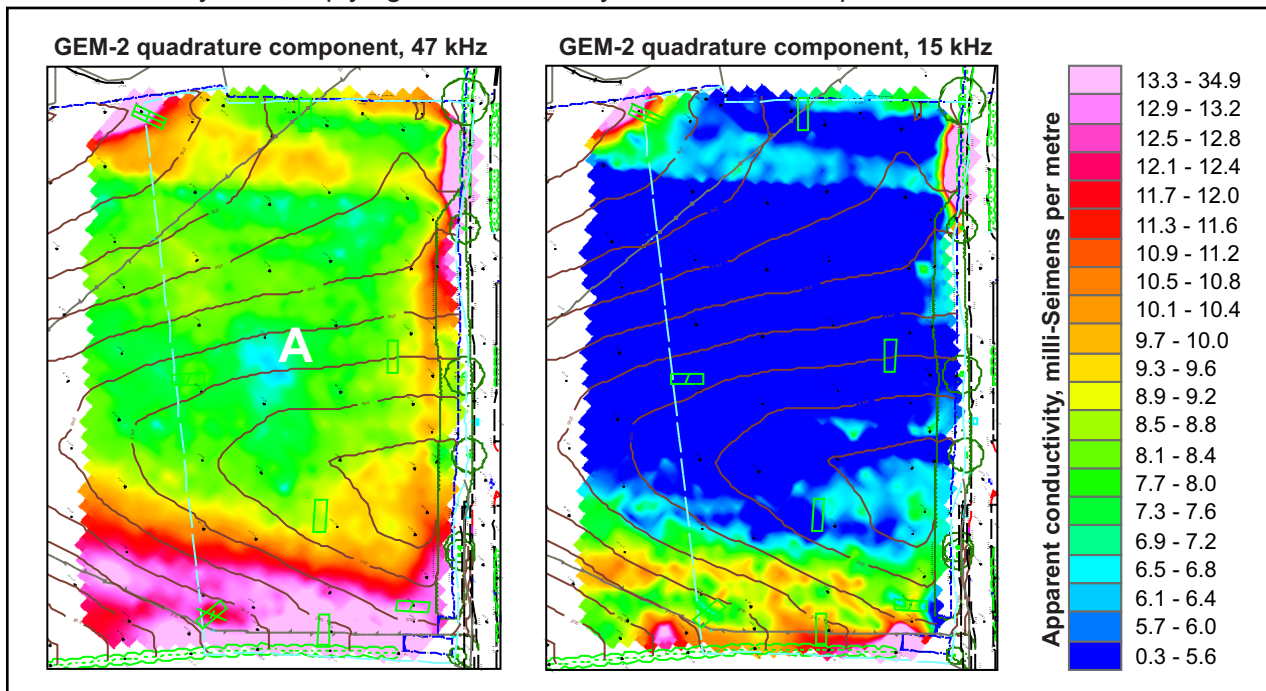 GEM-2 quadrature component, 47 kHz
GEM-2 quadrature component, 15 kHz
A
Apparent conductivity, milli-Seimens per metre
13.3 - 34.9
12.9 - 13.2
12.5 - 12.8
12.1 - 12.4
11.7 - 12.0
11.3 - 11.6
10.9 - 11.2
10.5 - 10.8
10.1 - 10.4
9.7 - 10.0
9.3 - 9.6
8.9 - 9.2
8.5 - 8.8
8.1 - 8.4
7.7 - 8.0
7.3 - 7.6
6.9 - 7.2
6.5 - 6.8
6.1 - 6.4
5.7 - 6.0
0.3 - 5.6